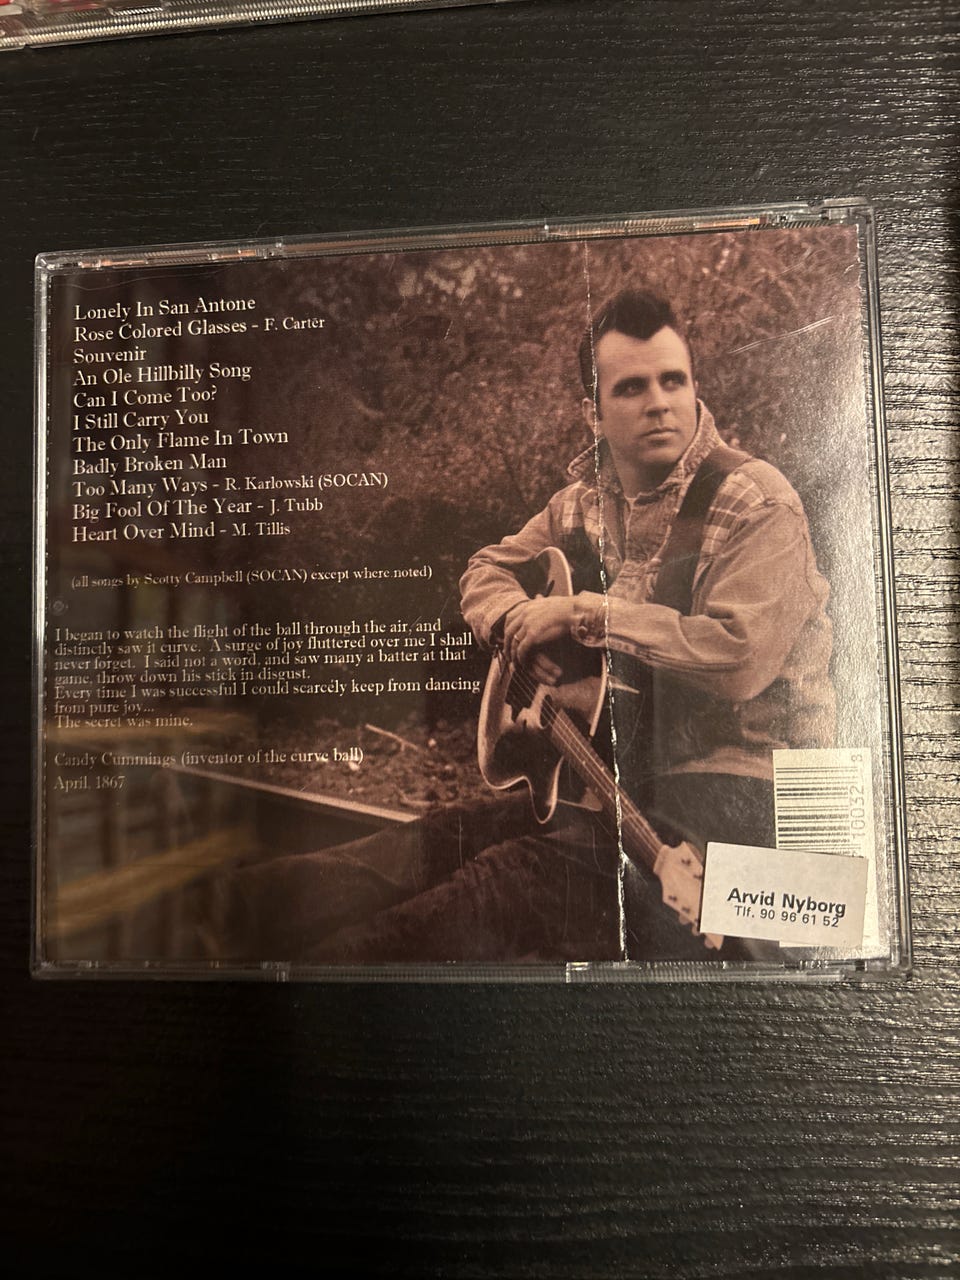 Lonely In San Antone
Rose Colored Glasses - F. Carter
Souvenir
An Ole Hillbilly Song
Can I Come Too?
I Still Carry You
The Only Flame In Town
Badly Broken Man
Too Many Ways - R. Karlowski (SOCAN)
Big Fool Of The Year - J. Tubb
Heart Over Mind - M. Tillis
(all songs by Scotty Campbell (SOCAN) except where noted)
I began to watch the flight of the ball through the air, and
distinctly saw it curve. A surge of joy fluttered over me I shall
never forget. I said not a word, and saw many a batter at that
game, throw down his stick in disgust.
Every time I was successful I could scarcely keep from dancing
from pure joy...
The secret was mine.
Candy Cummings (inventor of the curve ball)
April, 1867
Arvid Nyborg
Tlf. 90 96 61 52